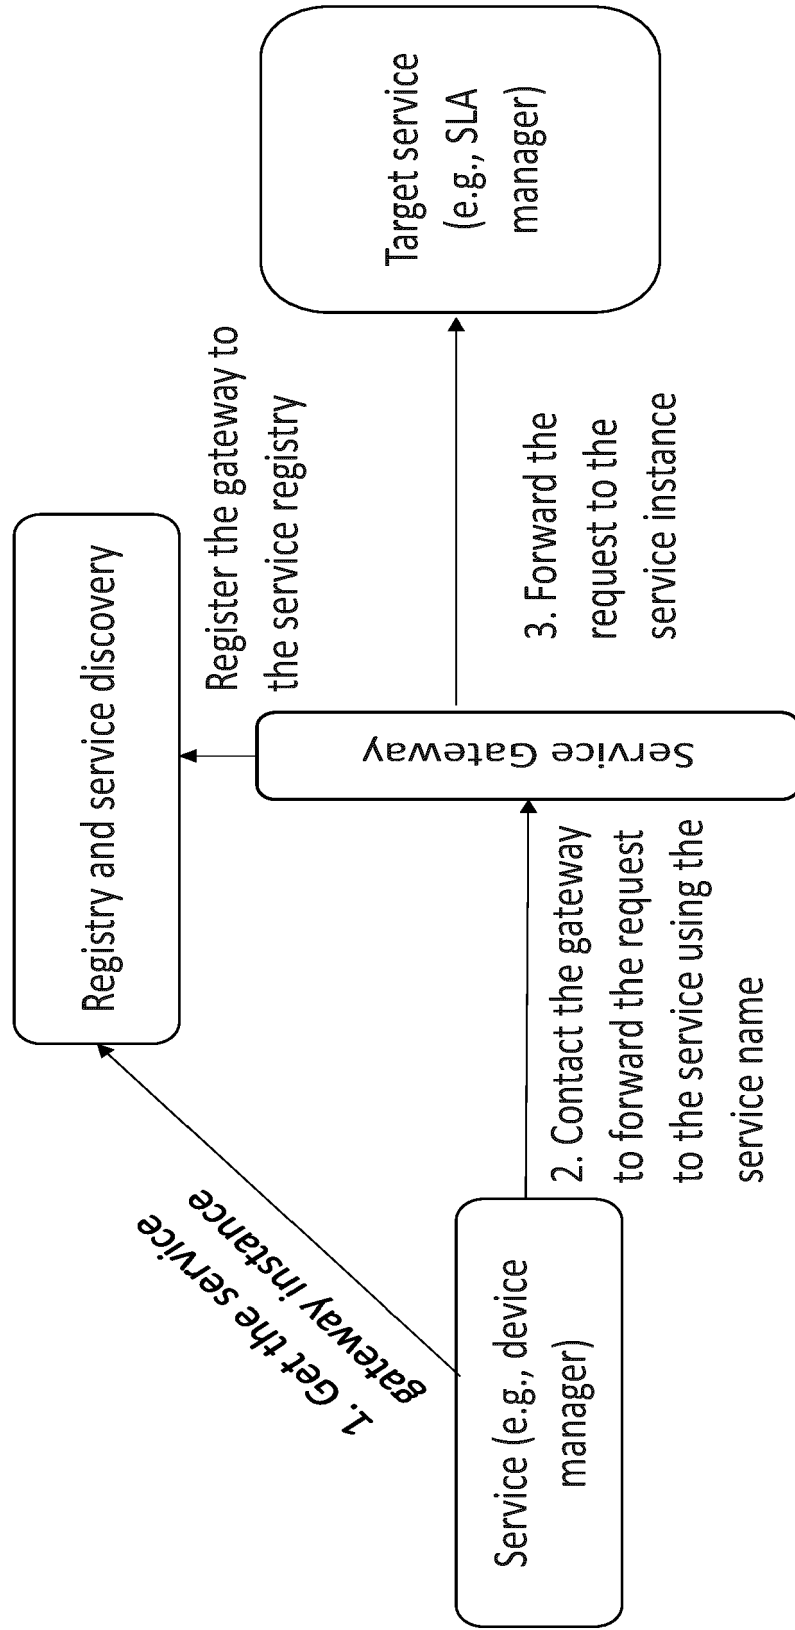 Registry and service discovery
1. Get the service
gateway instance
Register the gateway to
the service registry
Service (e.g., device
manager)
2. Contact the gateway
to forward the request
to the service using the
service name
Service Gateway
3. Forward the
request to the
service instance
Target service
(e.g., SLA
manager)